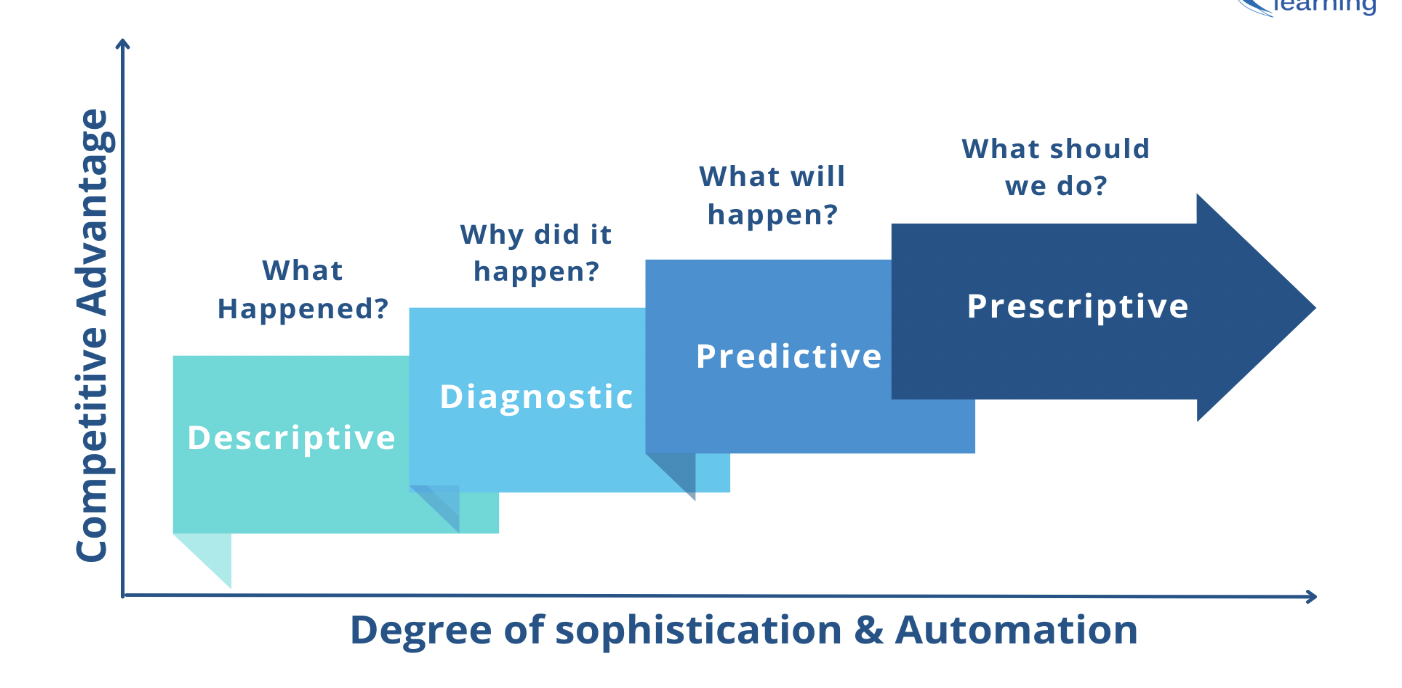 learning
What
Happened?
Why did it
happen?
What will
happen?
What should
we do?
Descriptive
Diagnostic
Predictive
Prescriptive
Competitive Advantage
Degree of sophistication & Automation